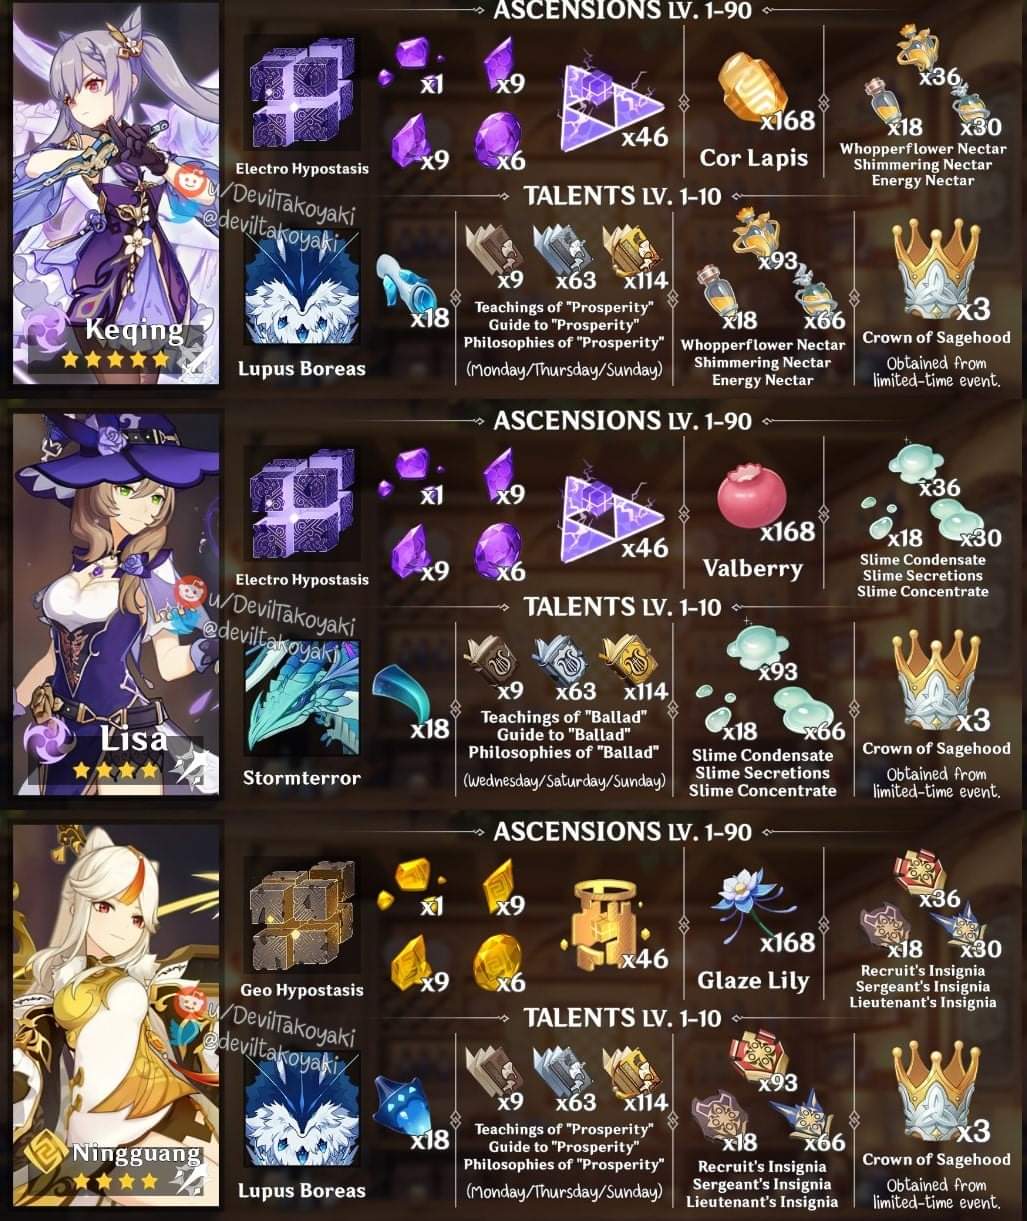 ASCENSIONS LV. 1-90
x1
x9
x36
x46
x168
x18
x30
x9
x6
Electro Hypostasis
Cor Lapis
Whopperflower Nectar
Shimmering Nectar
Energy Nectar
u/DevilTakoyaki
@deviltakoyaki
TALENTS LV. 1-10
x9
x63
x114
x93
x18
x18
x66
x3
Keqing
Lupus Boreas
Teachings of "Prosperity"
Guide to "Prosperity"
Philosophies of "Prosperity"
(Monday/Thursday/Sunday)
Whopperflower Nectar
Shimmering Nectar
Energy Nectar
Crown of Sagehood
Obtained from
limited-time event.
ASCENSIONS LV. 1-90
x1
x9
x36
x46
x168
x18
x30
x9
x6
Electro Hypostasis
Valberry
Slime Condensate
Slime Secretions
Slime Concentrate
u/DevilTakoyaki
@deviltakoyaki
TALENTS LV. 1-10
x9
x63
x114
x93
x18
x18
x66
x3
Lisa
Stormterror
Teachings of "Ballad"
Guide to "Ballad"
Philosophies of "Ballad"
(Wednesday/Saturday/Sunday)
Slime Condensate
Slime Secretions
Slime Concentrate
Crown of Sagehood
Obtained from
limited-time event.
ASCENSIONS LV. 1-90
x1
x9
x36
x46
x168
x18
x30
x9
x6
Geo Hypostasis
Glaze Lily
Recruit's Insignia
Sergeant's Insignia
Lieutenant's Insignia
u/DevilTakoyaki
@deviltakoyaki
TALENTS LV. 1-10
x9
x63
x114
x93
x18
x18
x66
x3
Ningguang
Lupus Boreas
Teachings of "Prosperity"
Guide to "Prosperity"
Philosophies of "Prosperity"
(Monday/Thursday/Sunday)
Recruit's Insignia
Sergeant's Insignia
Lieutenant's Insignia
Crown of Sagehood
Obtained from
limited-time event.